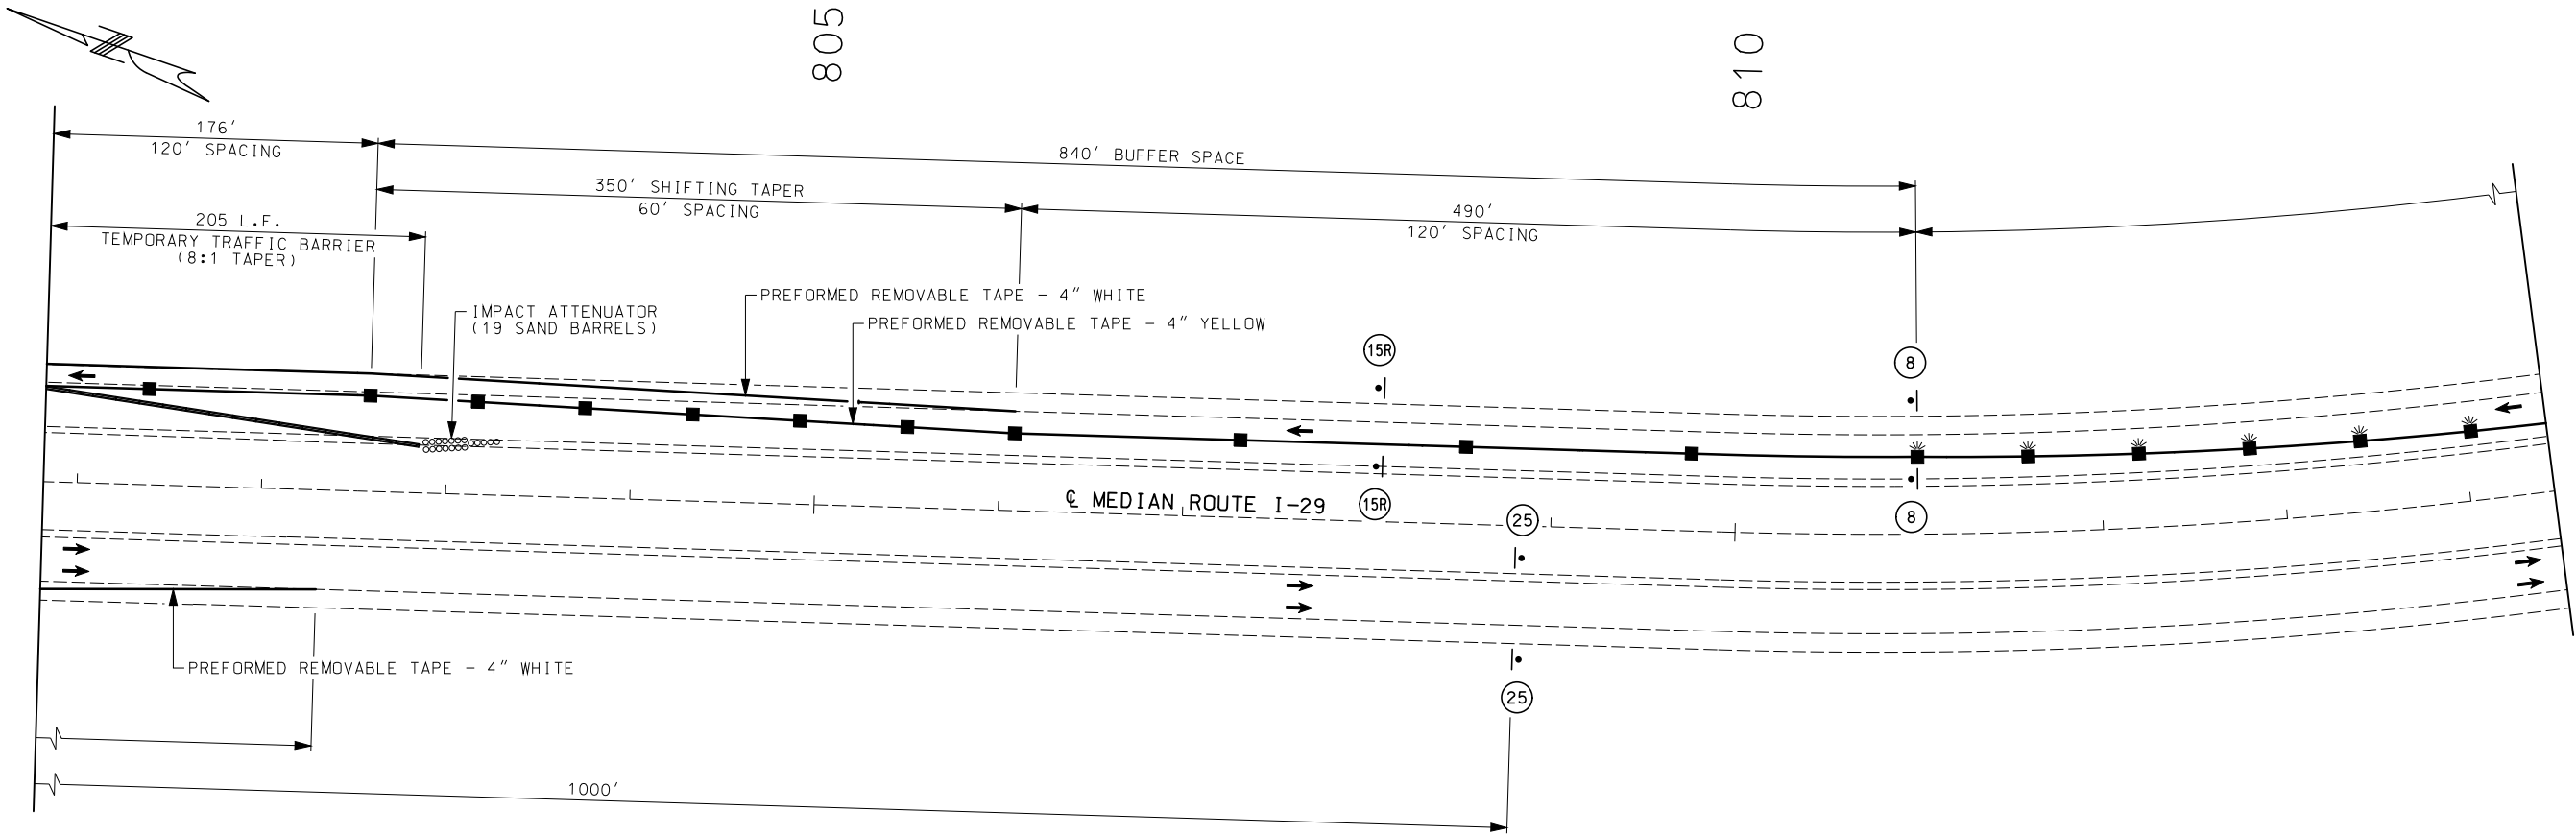 805
810
176'
120' SPACING
840' BUFFER SPACE
350' SHIFTING TAPER
60' SPACING
490'
120' SPACING
205 L.F.
TEMPORARY TRAFFIC BARRIER
(8:1 TAPER)
IMPACT ATTENUATOR
(19 SAND BARRELS)
PREFORMED REMOVABLE TAPE - 4" WHITE
PREFORMED REMOVABLE TAPE - 4" YELLOW
15R
8
℄ MEDIAN ROUTE I-29
15R
25
8
PREFORMED REMOVABLE TAPE - 4" WHITE
25
1000'